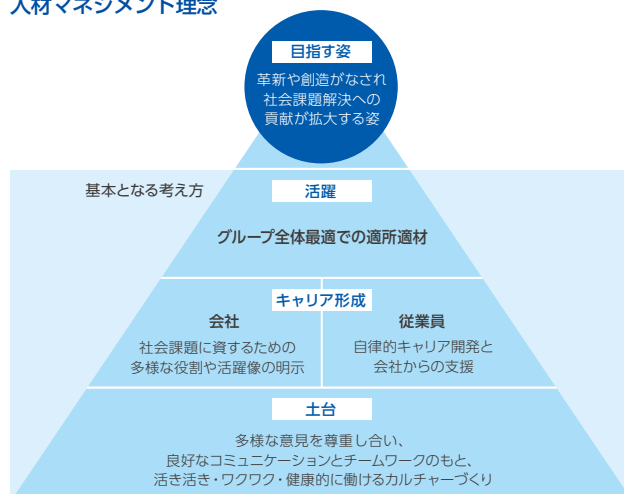 人材マネジメント理念
目指す姿
革新や創造がなされ
社会課題解決への
貢献が拡大する姿
基本となる考え方
活躍
グループ全体最適での適所適材
キャリア形成
会社
社会課題に資するための
多様な役割や活躍像の明示
従業員
自律的キャリア開発と
会社からの支援
土台
多様な意見を尊重し合い、
良好なコミュニケーションとチームワークのもと、
活き活き・ワクワク・健康的に働けるカルチャーづくり